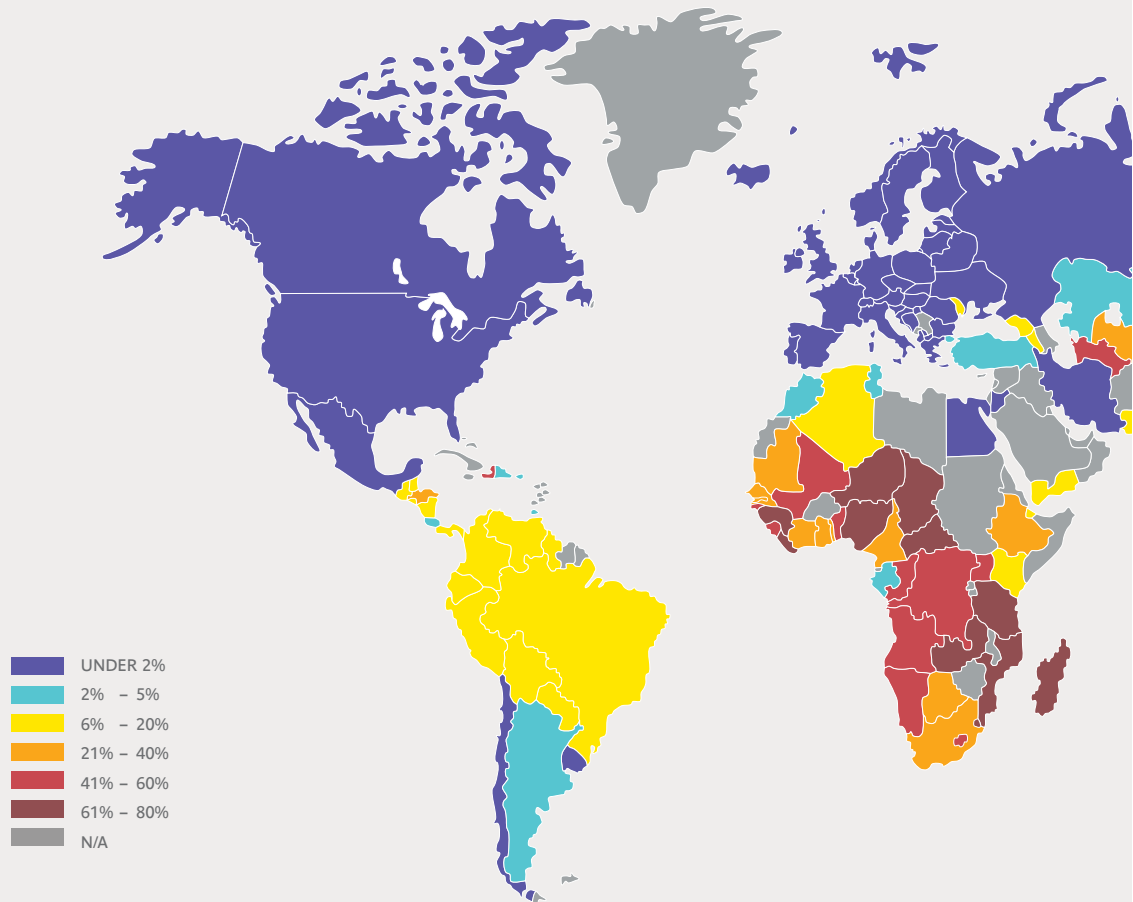 UNDER 2%
2% – 5%
6% – 20%
21% – 40%
41% – 60%
61% – 80%
N/A